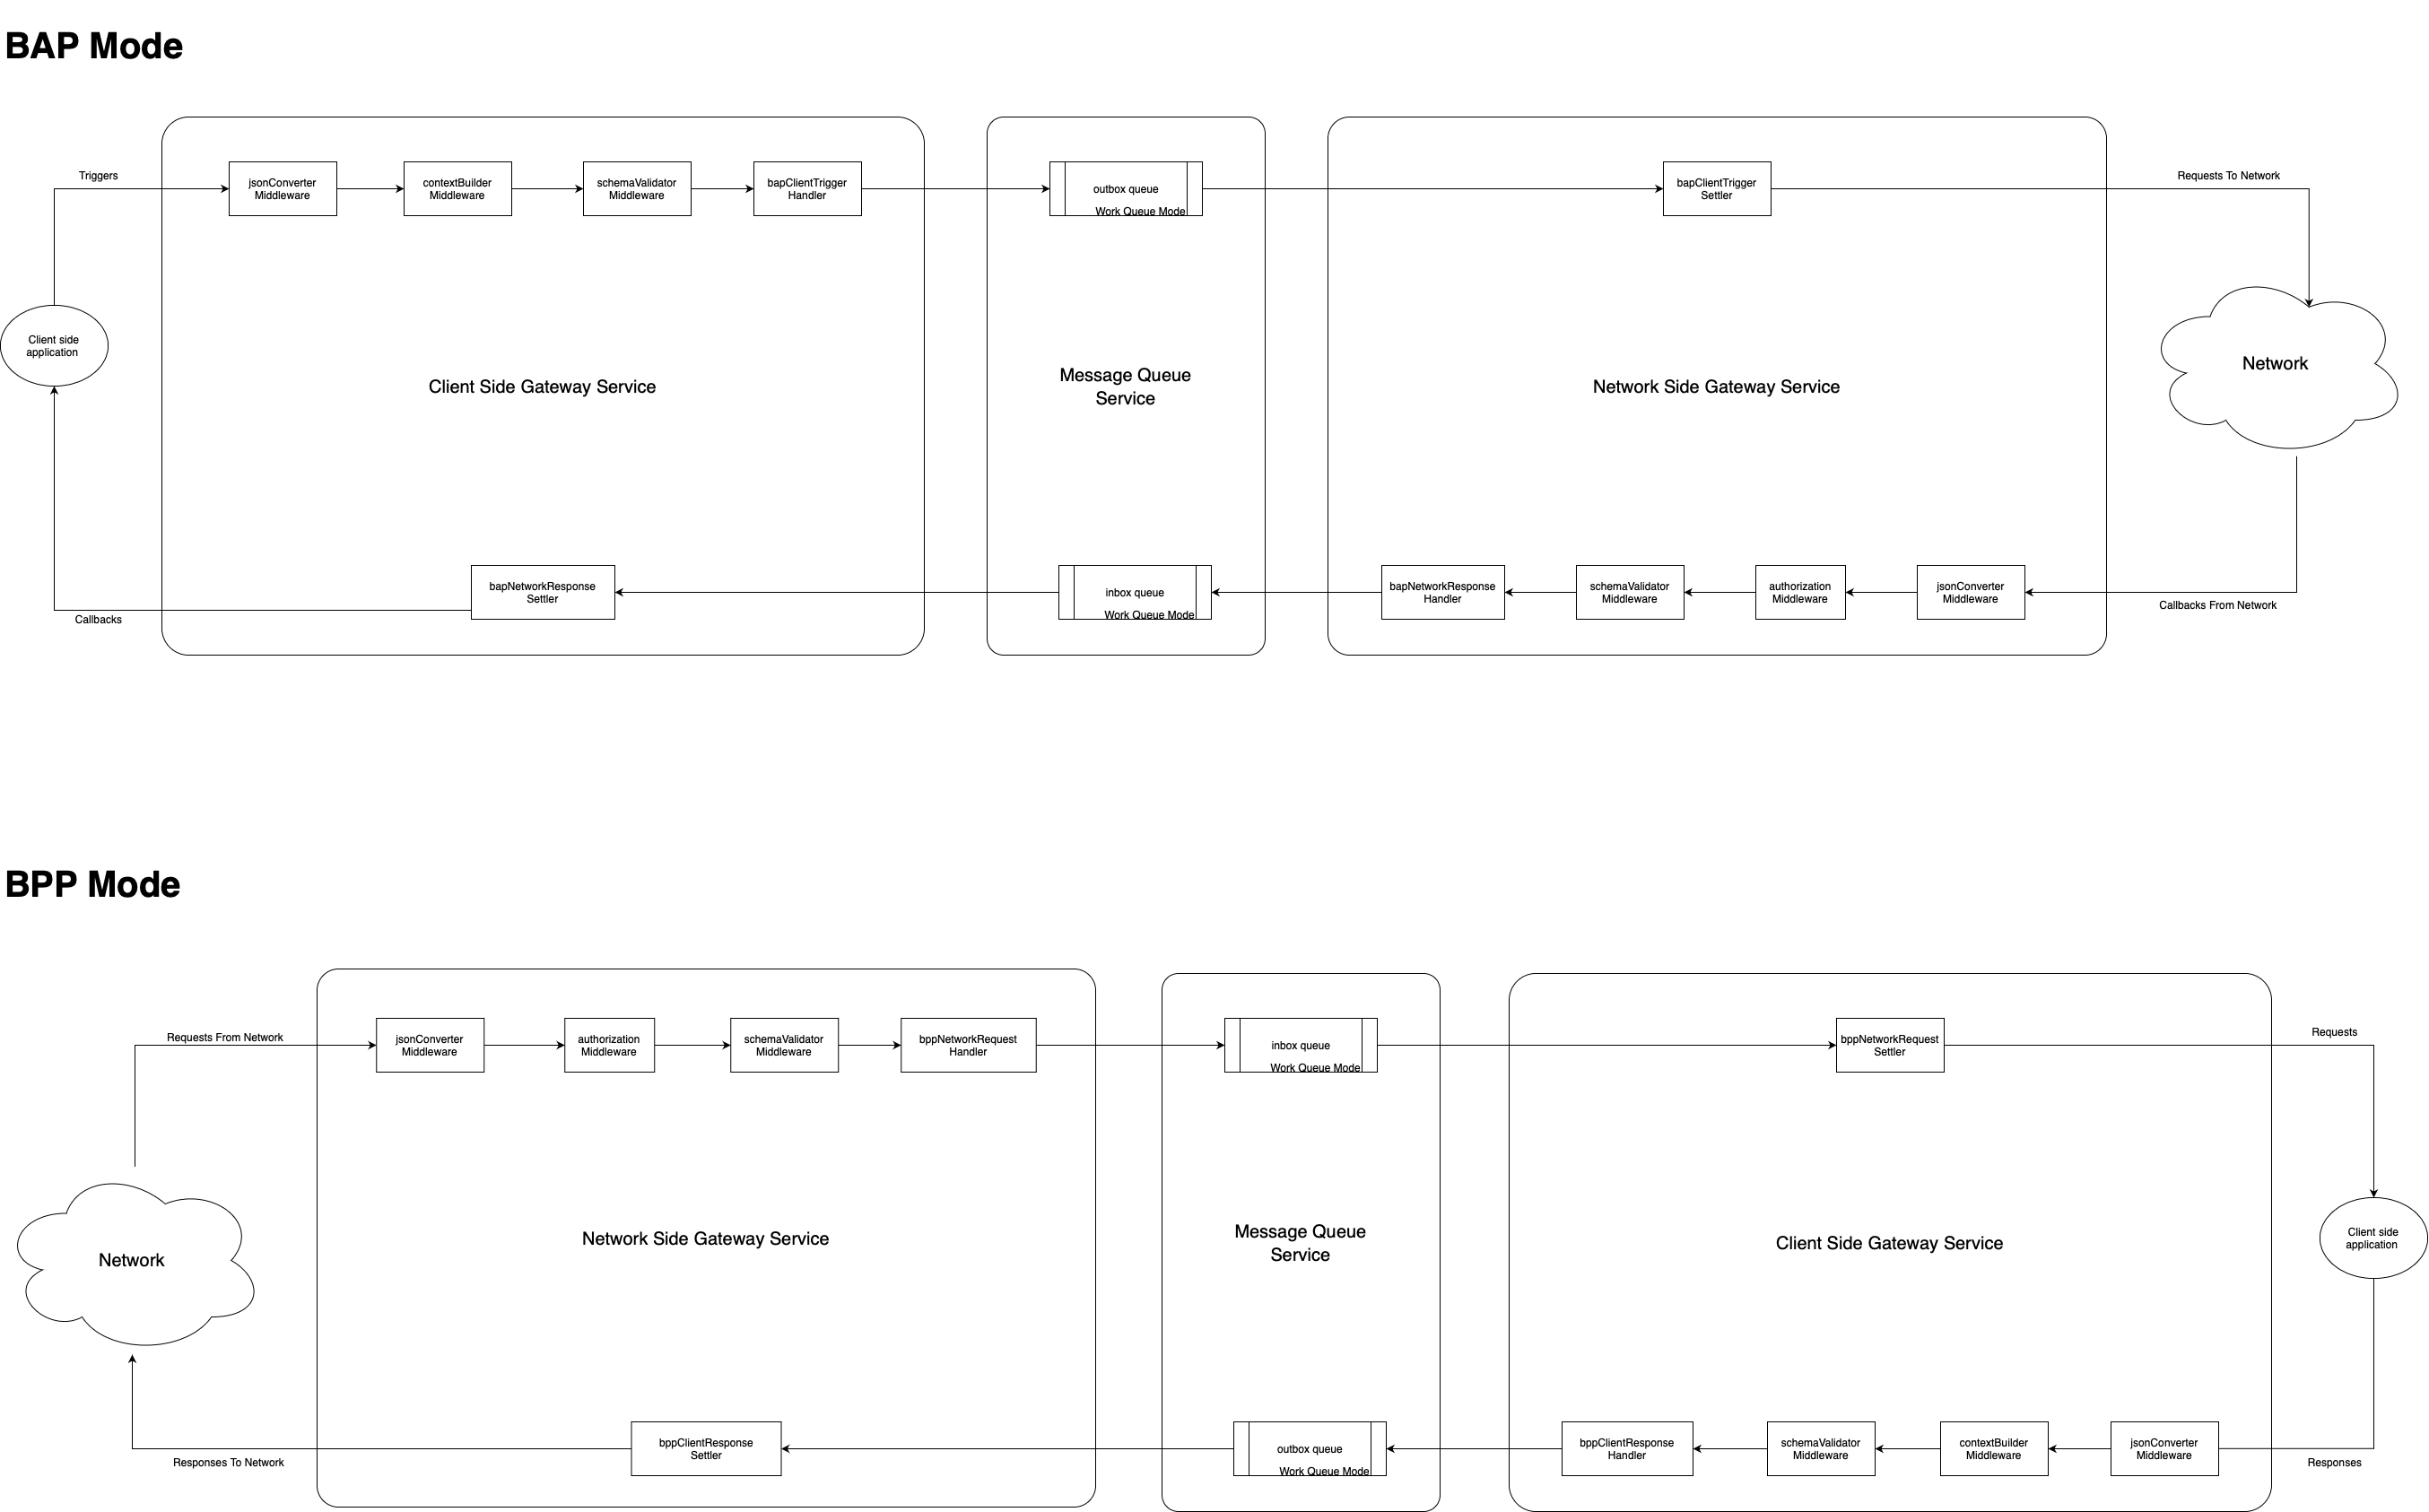 BAP Mode
Triggers
jsonConverter
Middleware
contextBuilder
Middleware
schemaValidator
Middleware
bapClientTrigger
Handler
outbox queue
Work Queue Mode
bapClientTrigger
Settler
Requests To Network
Client side
application
Client Side Gateway Service
Message Queue
Service
Network Side Gateway Service
Network
bapNetworkResponse
Settler
Callbacks
inbox queue
Work Queue Mode
bapNetworkResponse
Handler
schemaValidator
Middleware
authorization
Middleware
jsonConverter
Middleware
Callbacks From Network
BPP Mode
Requests From Network
jsonConverter
Middleware
authorization
Middleware
schemaValidator
Middleware
bppNetworkRequest
Handler
inbox queue
Work Queue Mode
bppNetworkRequest
Settler
Requests
Network
Network Side Gateway Service
Message Queue
Service
Client Side Gateway Service
Client side
application
Responses To Network
bppClientResponse
Settler
outbox queue
Work Queue Mode
bppClientResponse
Handler
schemaValidator
Middleware
contextBuilder
Middleware
jsonConverter
Middleware
Responses